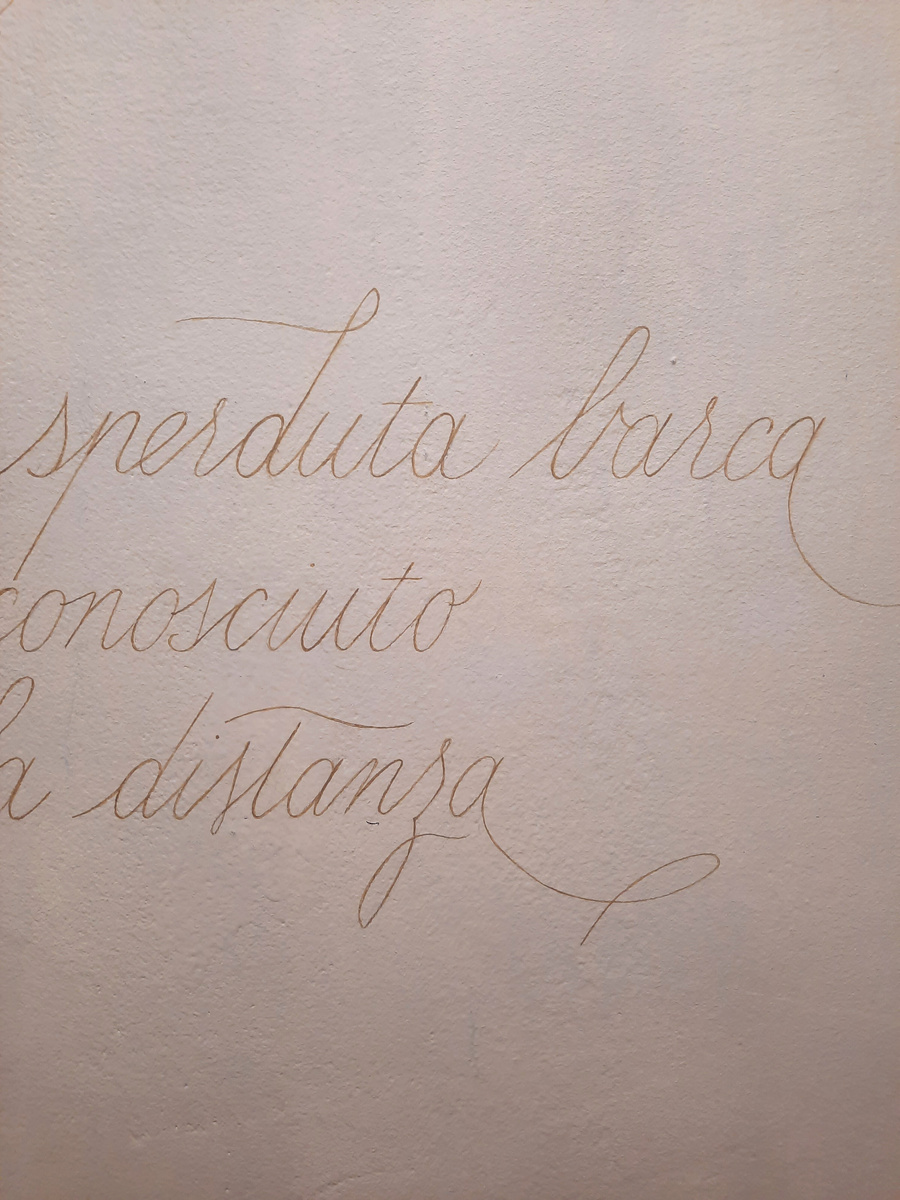 sperduta barca
conosciuto
a distanza